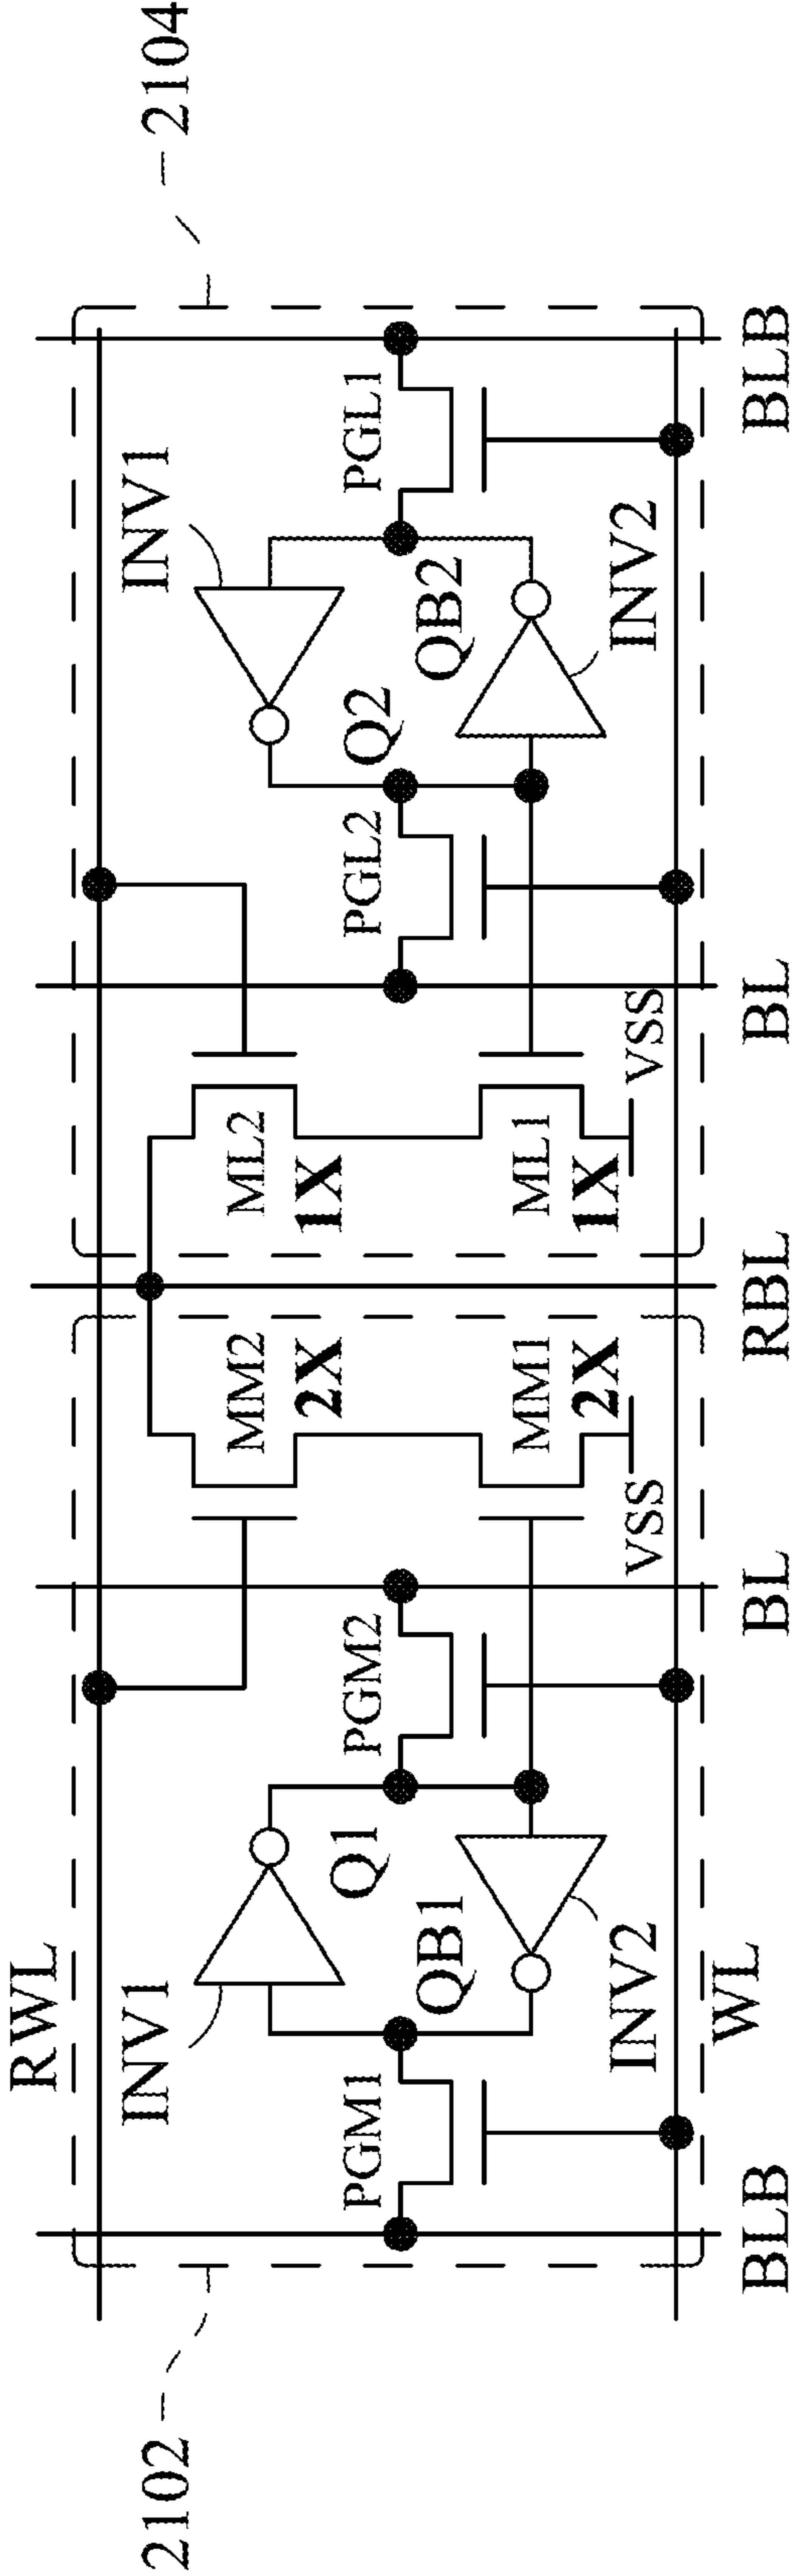 2102
2104
RWL
INV1
INV1
MM2
2X
ML2
1X
PGM1
Q1
PGM2
PGL2
Q2
PGL1
QB1
QB2
MM1
2X
ML1
1X
INV2
VSS
VSS
INV2
WL
BLB
BL
RBL
BL
BLB